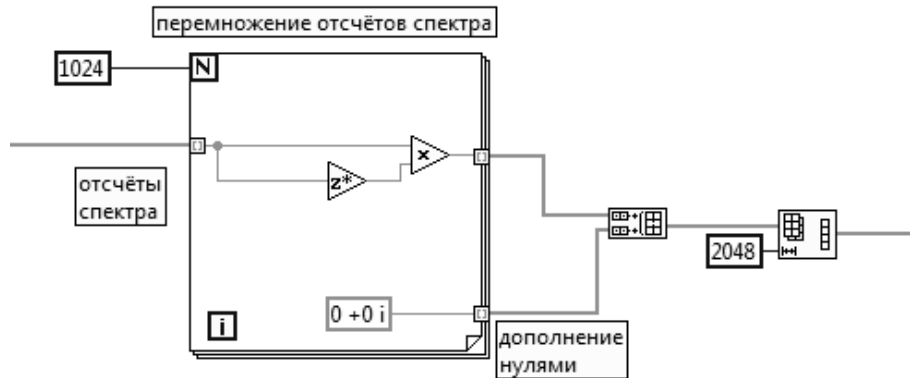 перемножение отсчётов спектра
1024
N
отсчёты
спектра
z*
x
i
0 +0 i
2048
дополнение
нулями